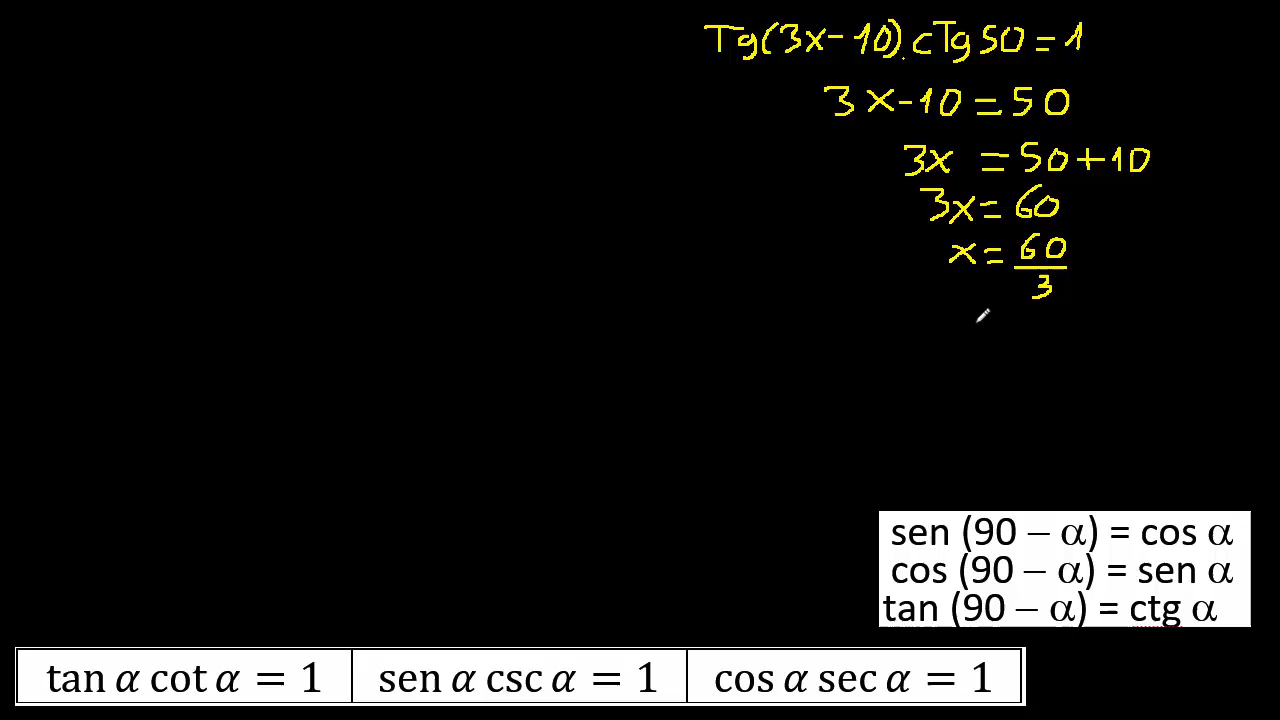 Tg(3x-10).cTg50=1
3x-10=50
3x =50+10
3x=60
x=60/3
sen (90 – α) = cos α
cos (90 – α) = sen α
tan (90 – α) = ctg α
tan α cot α = 1 sen α csc α = 1 cos α sec α = 1